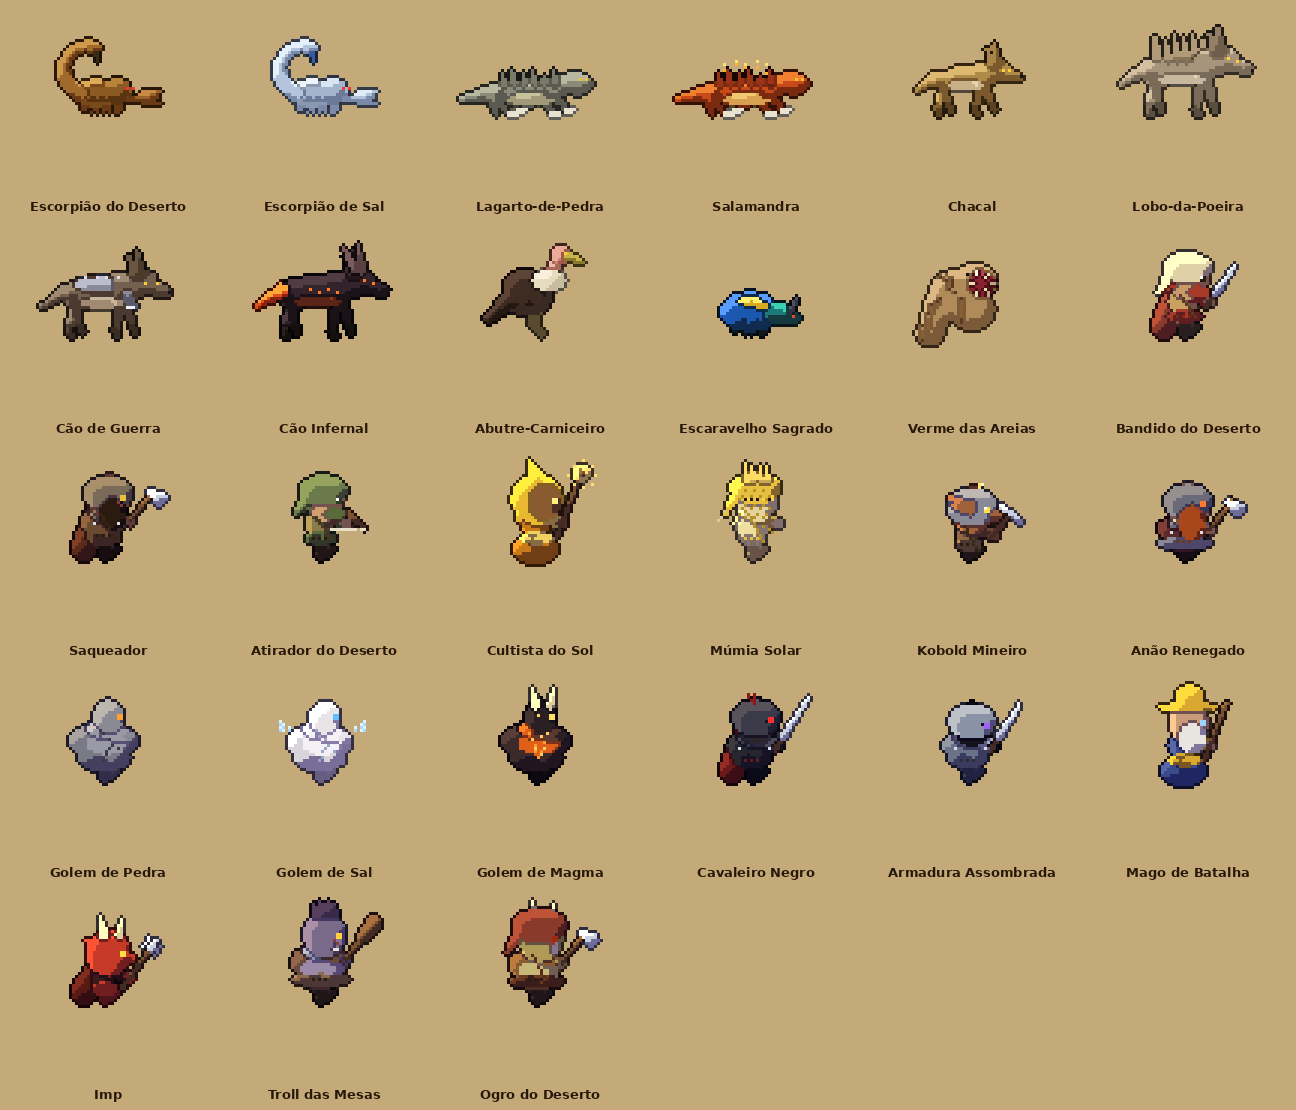 Escorpião do Deserto
Escorpião de Sal
Lagarto-de-Pedra
Salamandra
Chacal
Lobo-da-Poeira
Cão de Guerra
Cão Infernal
Abutre-Carniceiro
Escaravelho Sagrado
Verme das Areias
Bandido do Deserto
Saqueador
Atirador do Deserto
Cultista do Sol
Múmia Solar
Kobold Mineiro
Anão Renegado
Golem de Pedra
Golem de Sal
Golem de Magma
Cavaleiro Negro
Armadura Assombrada
Mago de Batalha
Imp
Troll das Mesas
Ogro do Deserto